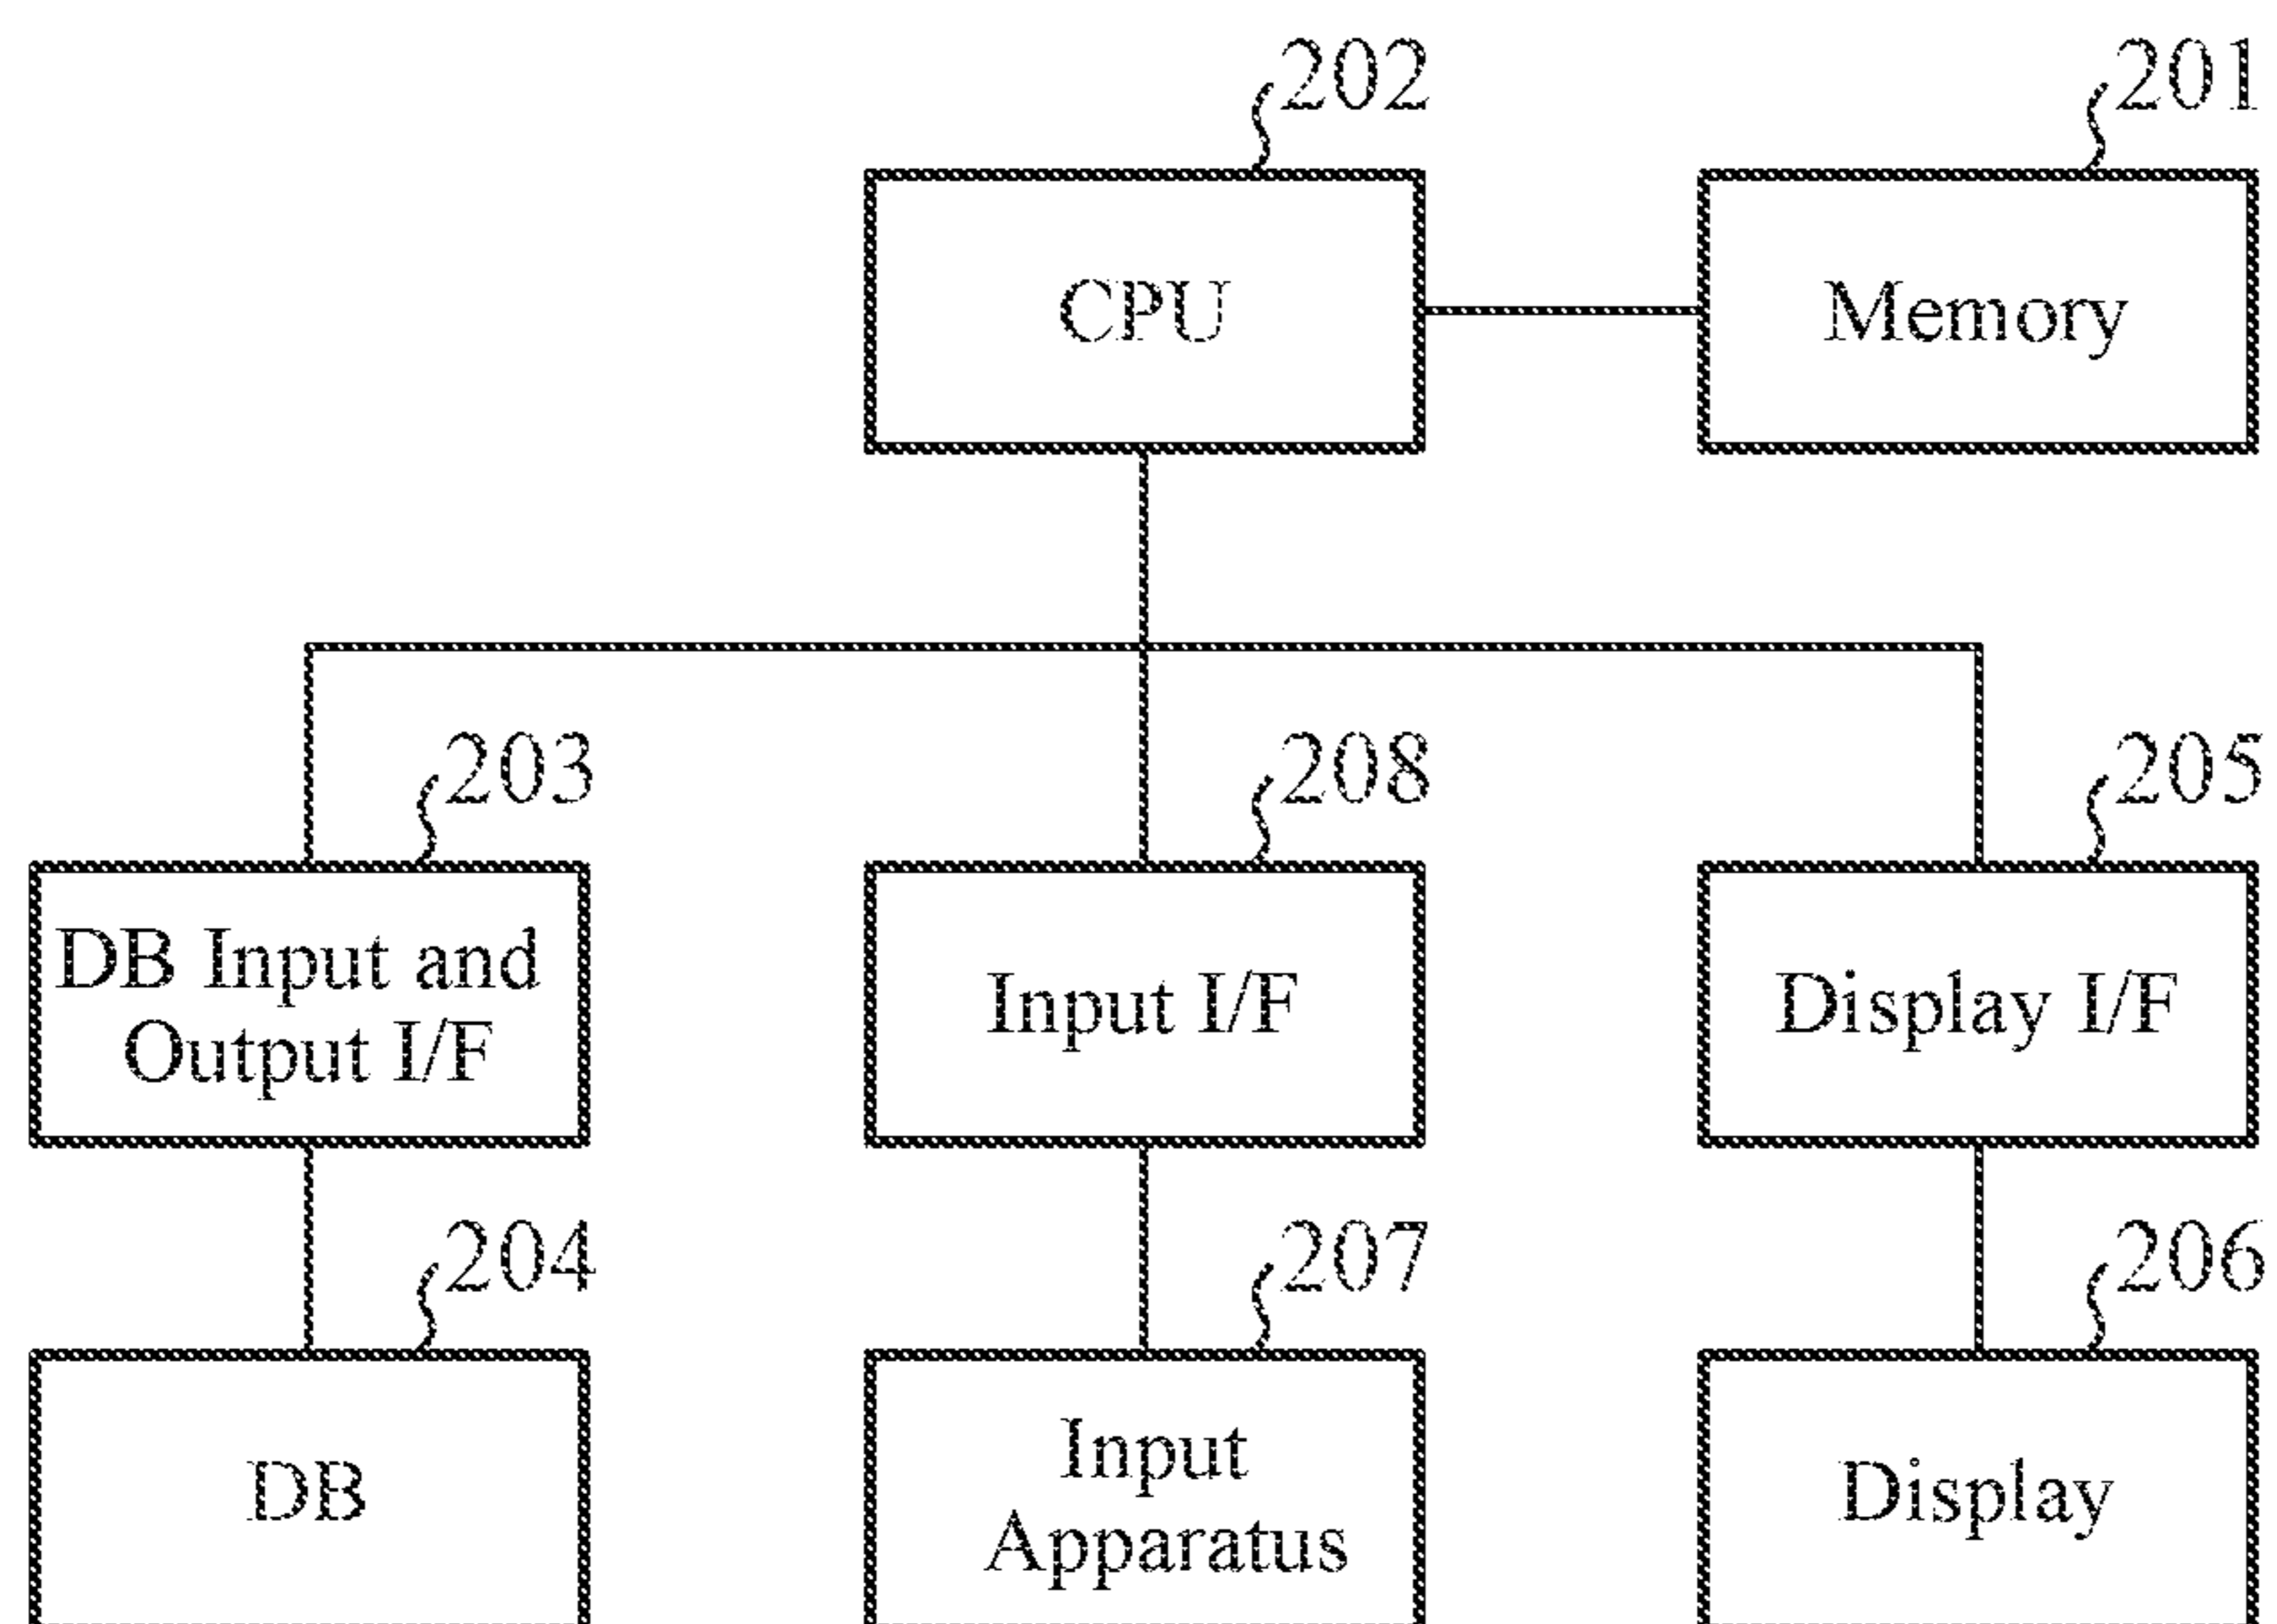 202
201
CPU
Memory
203
208
205
DB Input and
Output I/F
Input I/F
Display I/F
204
207
206
DB
Input
Apparatus
Display